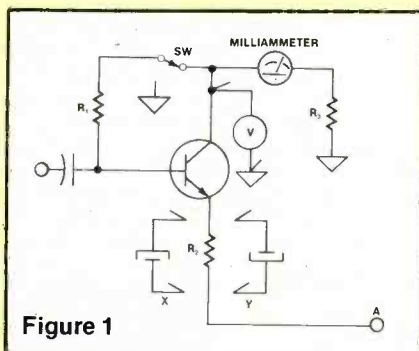 SW
MILLIAMMETER
R₁
R₃
V
R₂
X
Y
A
Figure 1